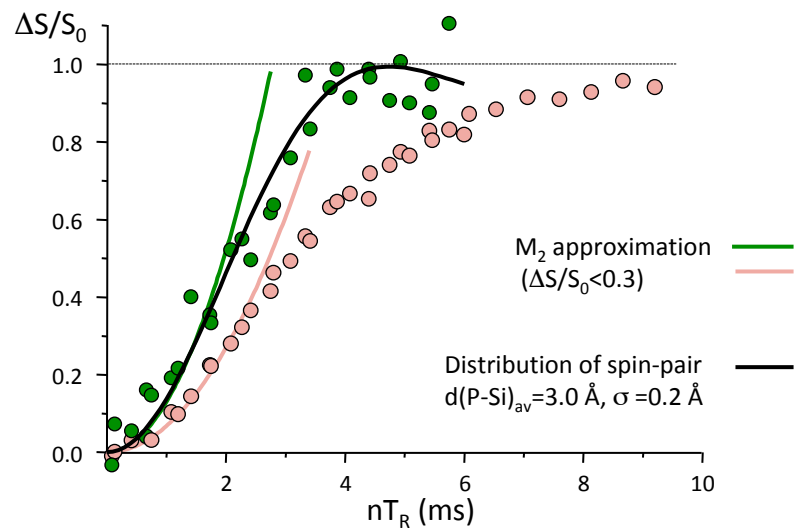 ΔS/S₀
1.0
0.8
0.6
0.4
0.2
0.0
2 4 6 8 10
nT_R (ms)
M₂ approximation
(ΔS/S₀<0.3)
Distribution of spin-pair
d(P-Si)ₐᵥ=3.0 Å, σ =0.2 Å